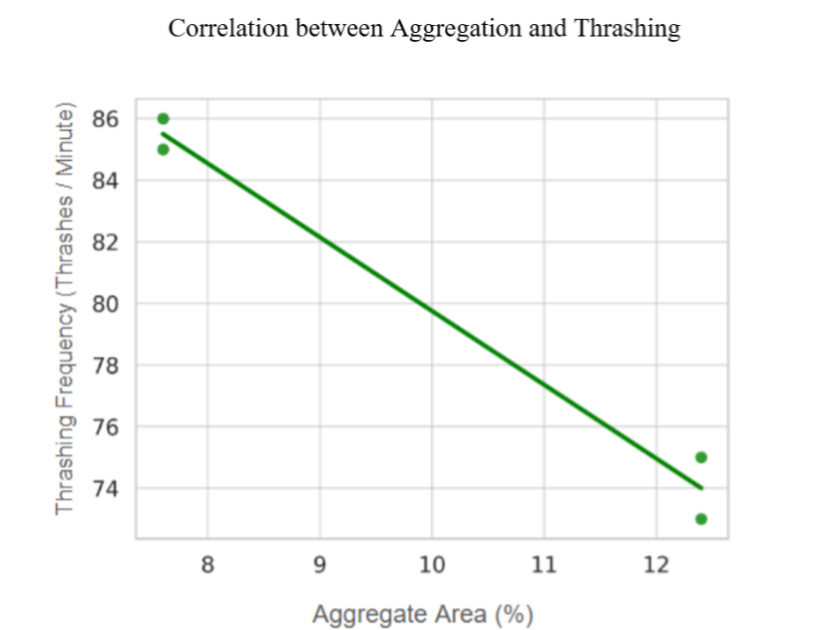 Correlation between Aggregation and Thrashing
Thrashing Frequency (Thrashes / Minute)
86
84
82
80
78
76
74
8 9 10 11 12
Aggregate Area (%)